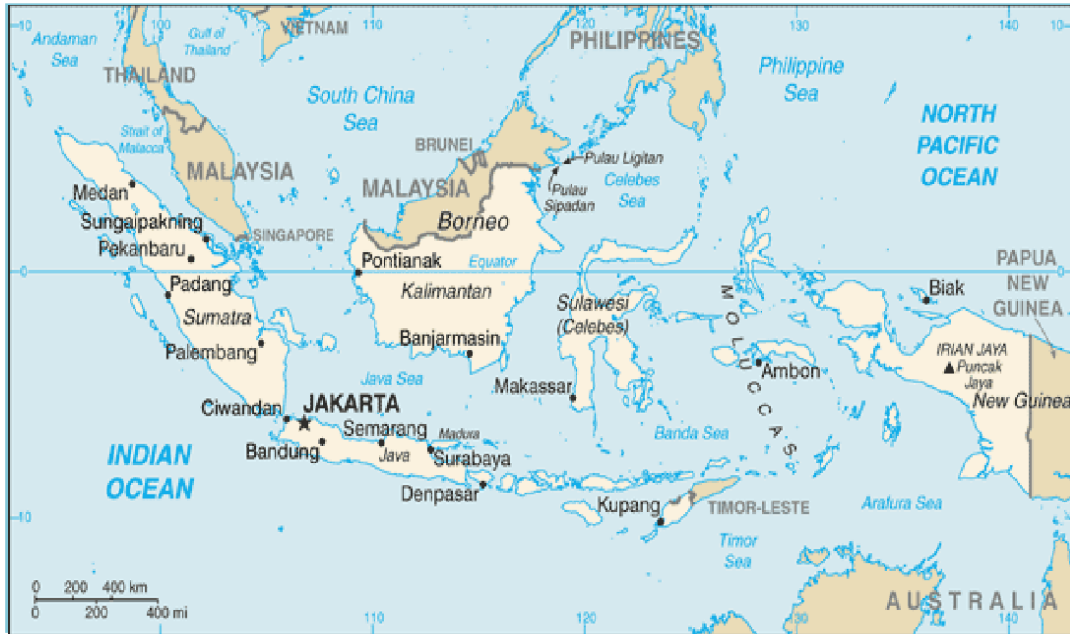 10
100
110
120
130
140
10
Andaman
Sea
Gulf of
Thailand
VIETNAM
PHILIPPINES
THAILAND
Philippine
Sea
South China
Sea
NORTH
PACIFIC
OCEAN
Strait of
Malacca
MALAYSIA
BRUNEI
MALAYSIA
Pulau Ligitan
Pulau
Sipadan
Celebes
Sea
Medan
Borneo
Sungaipakning
SINGAPORE
Pekanbaru
Pontianak
Equator
PAPUA
NEW
GUINEA
0
0
Padang
Kalimantan
Biak
Sumatra
Sulawesi
(Celebes)
MOLUCCAS
Palembang
Banjarmasin
IRIAN JAYA
Puncak
Jaya
Ambon
Java Sea
Makassar
New Guinea
Ciwandan
JAKARTA
Semarang
Madura
Banda Sea
Bandung
Java
Surabaya
INDIAN
OCEAN
Denpasar
Kupang
TIMOR-LESTE
Arafura Sea
10
Timor
Sea
0 200 400 km
0 200 400 mi
AUSTRALIA
110
120
130
140